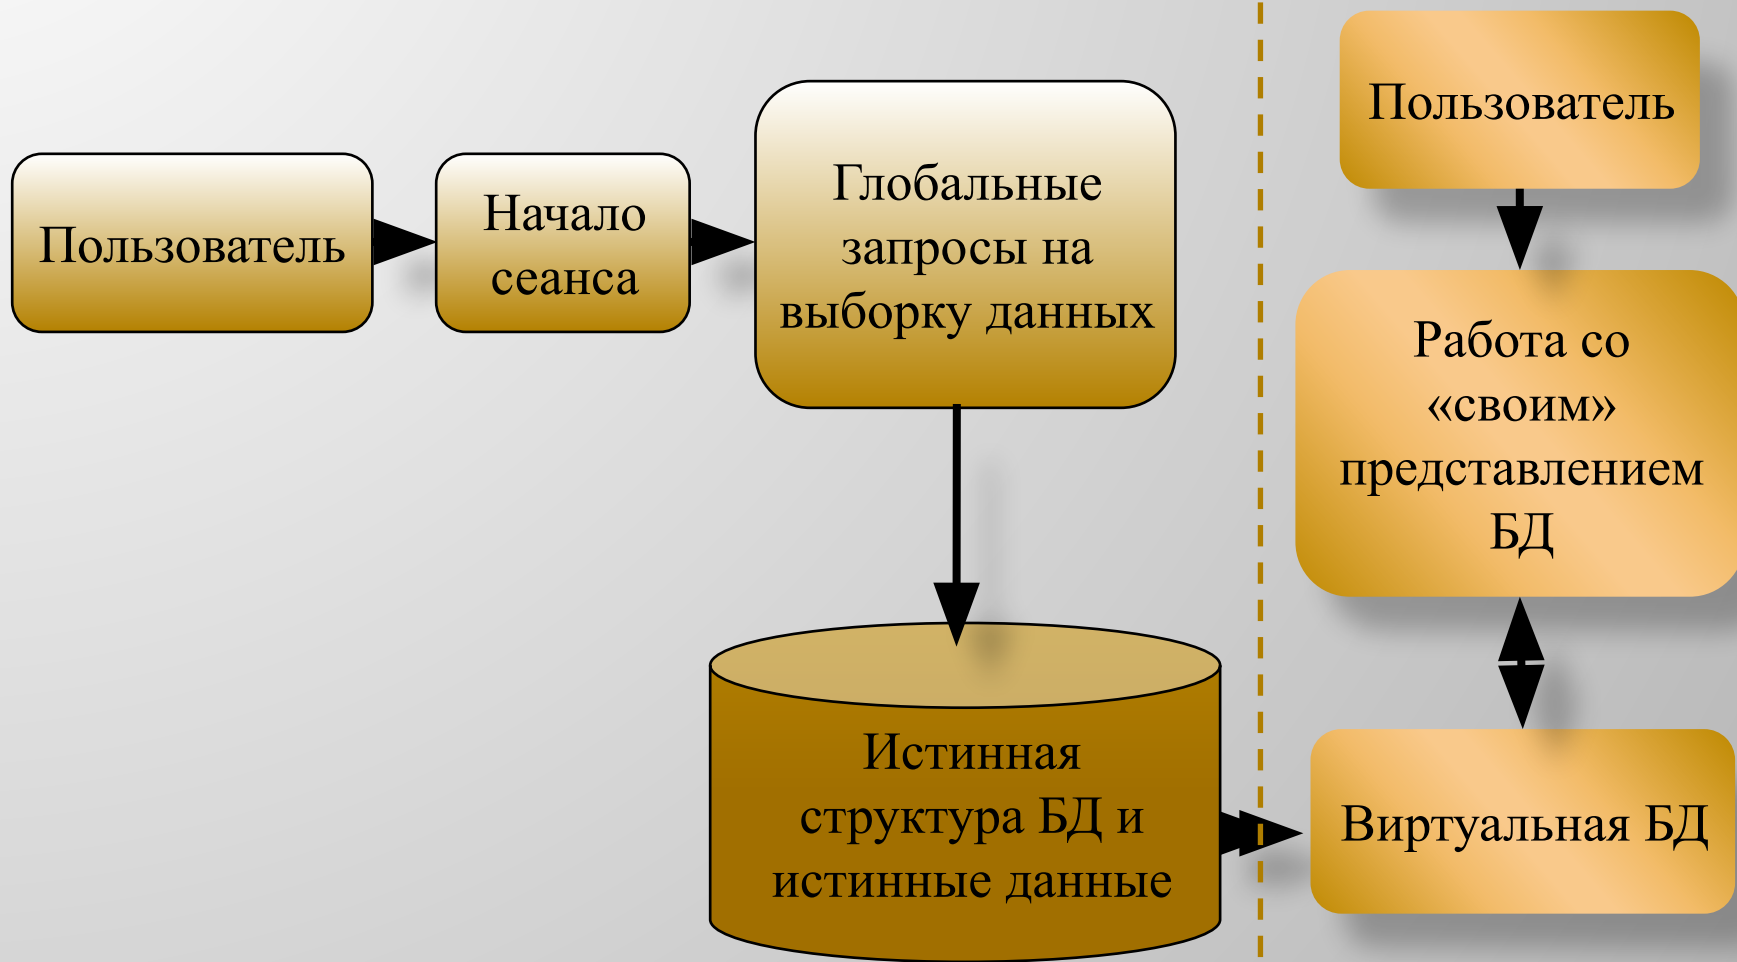 Пользователь
Начало
сеанса
Глобальные
запросы на
выборку данных
Истинная
структура БД и
истинные данные
Пользователь
Работа со
«своим»
представлением
БД
Виртуальная БД